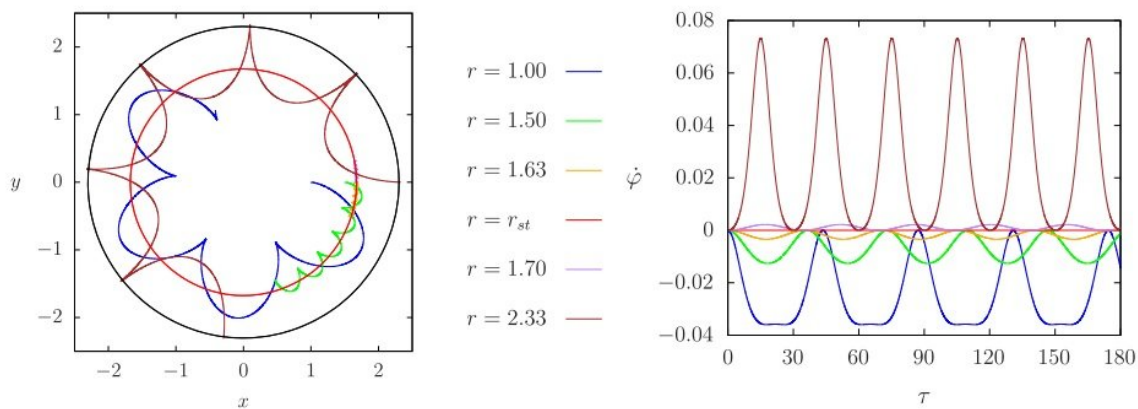 2
1
0
−1
−2
y
−2
−1
0
1
2
x
r = 1.00
r = 1.50
r = 1.63
r = r_{st}
r = 1.70
r = 2.33
0.08
0.06
0.04
0.02
0
−0.02
−0.04
φ̇
0
30
60
90
120
150
180
τ